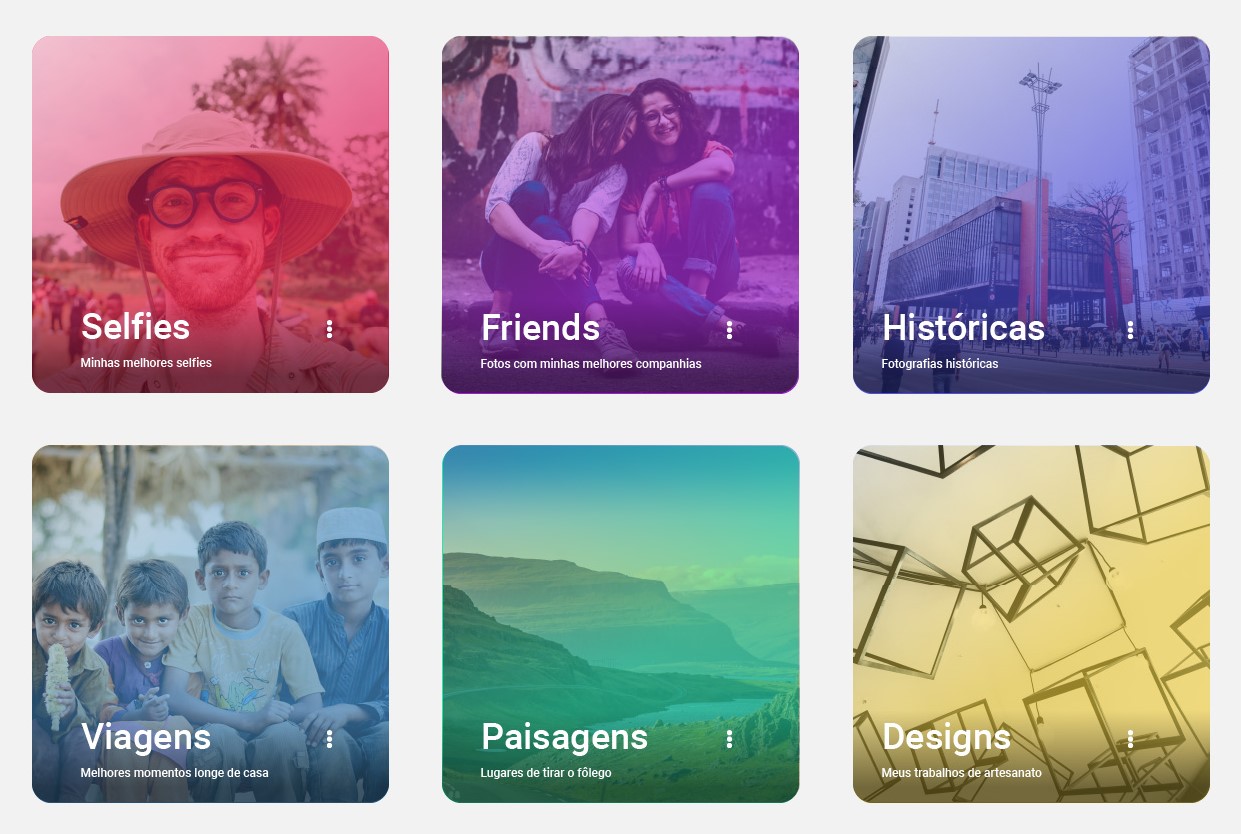 Selfies
Minhas melhores selfies
Friends
Fotos com minhas melhores companhias
Históricas
Fotografias históricas
Viagens
Melhores momentos longe de casa
Paisagens
Lugares de tirar o fôlego
Designs
Meus trabalhos de artesanato